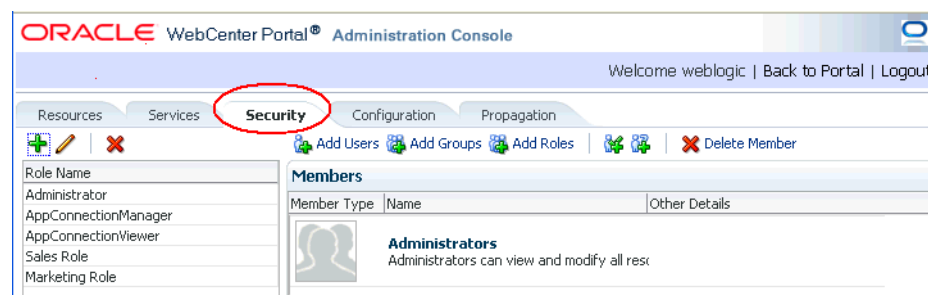 ORACLE WebCenter Portal® Administration Console
Welcome weblogic | Back to Portal | Logout
Resources Services Security Configuration Propagation
Add Users Add Groups Add Roles Delete Member
Role Name
Administrator
AppConnectionManager
AppConnectionViewer
Sales Role
Marketing Role
Members
Member Type Name Other Details
Administrators
Administrators can view and modify all